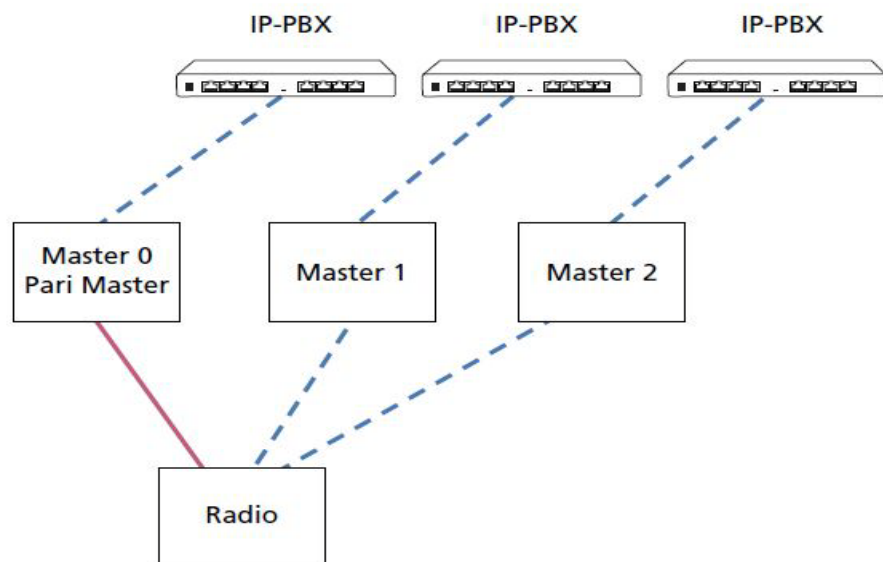 IP-PBX
IP-PBX
IP-PBX
Master 0
Pari Master
Master 1
Master 2
Radio